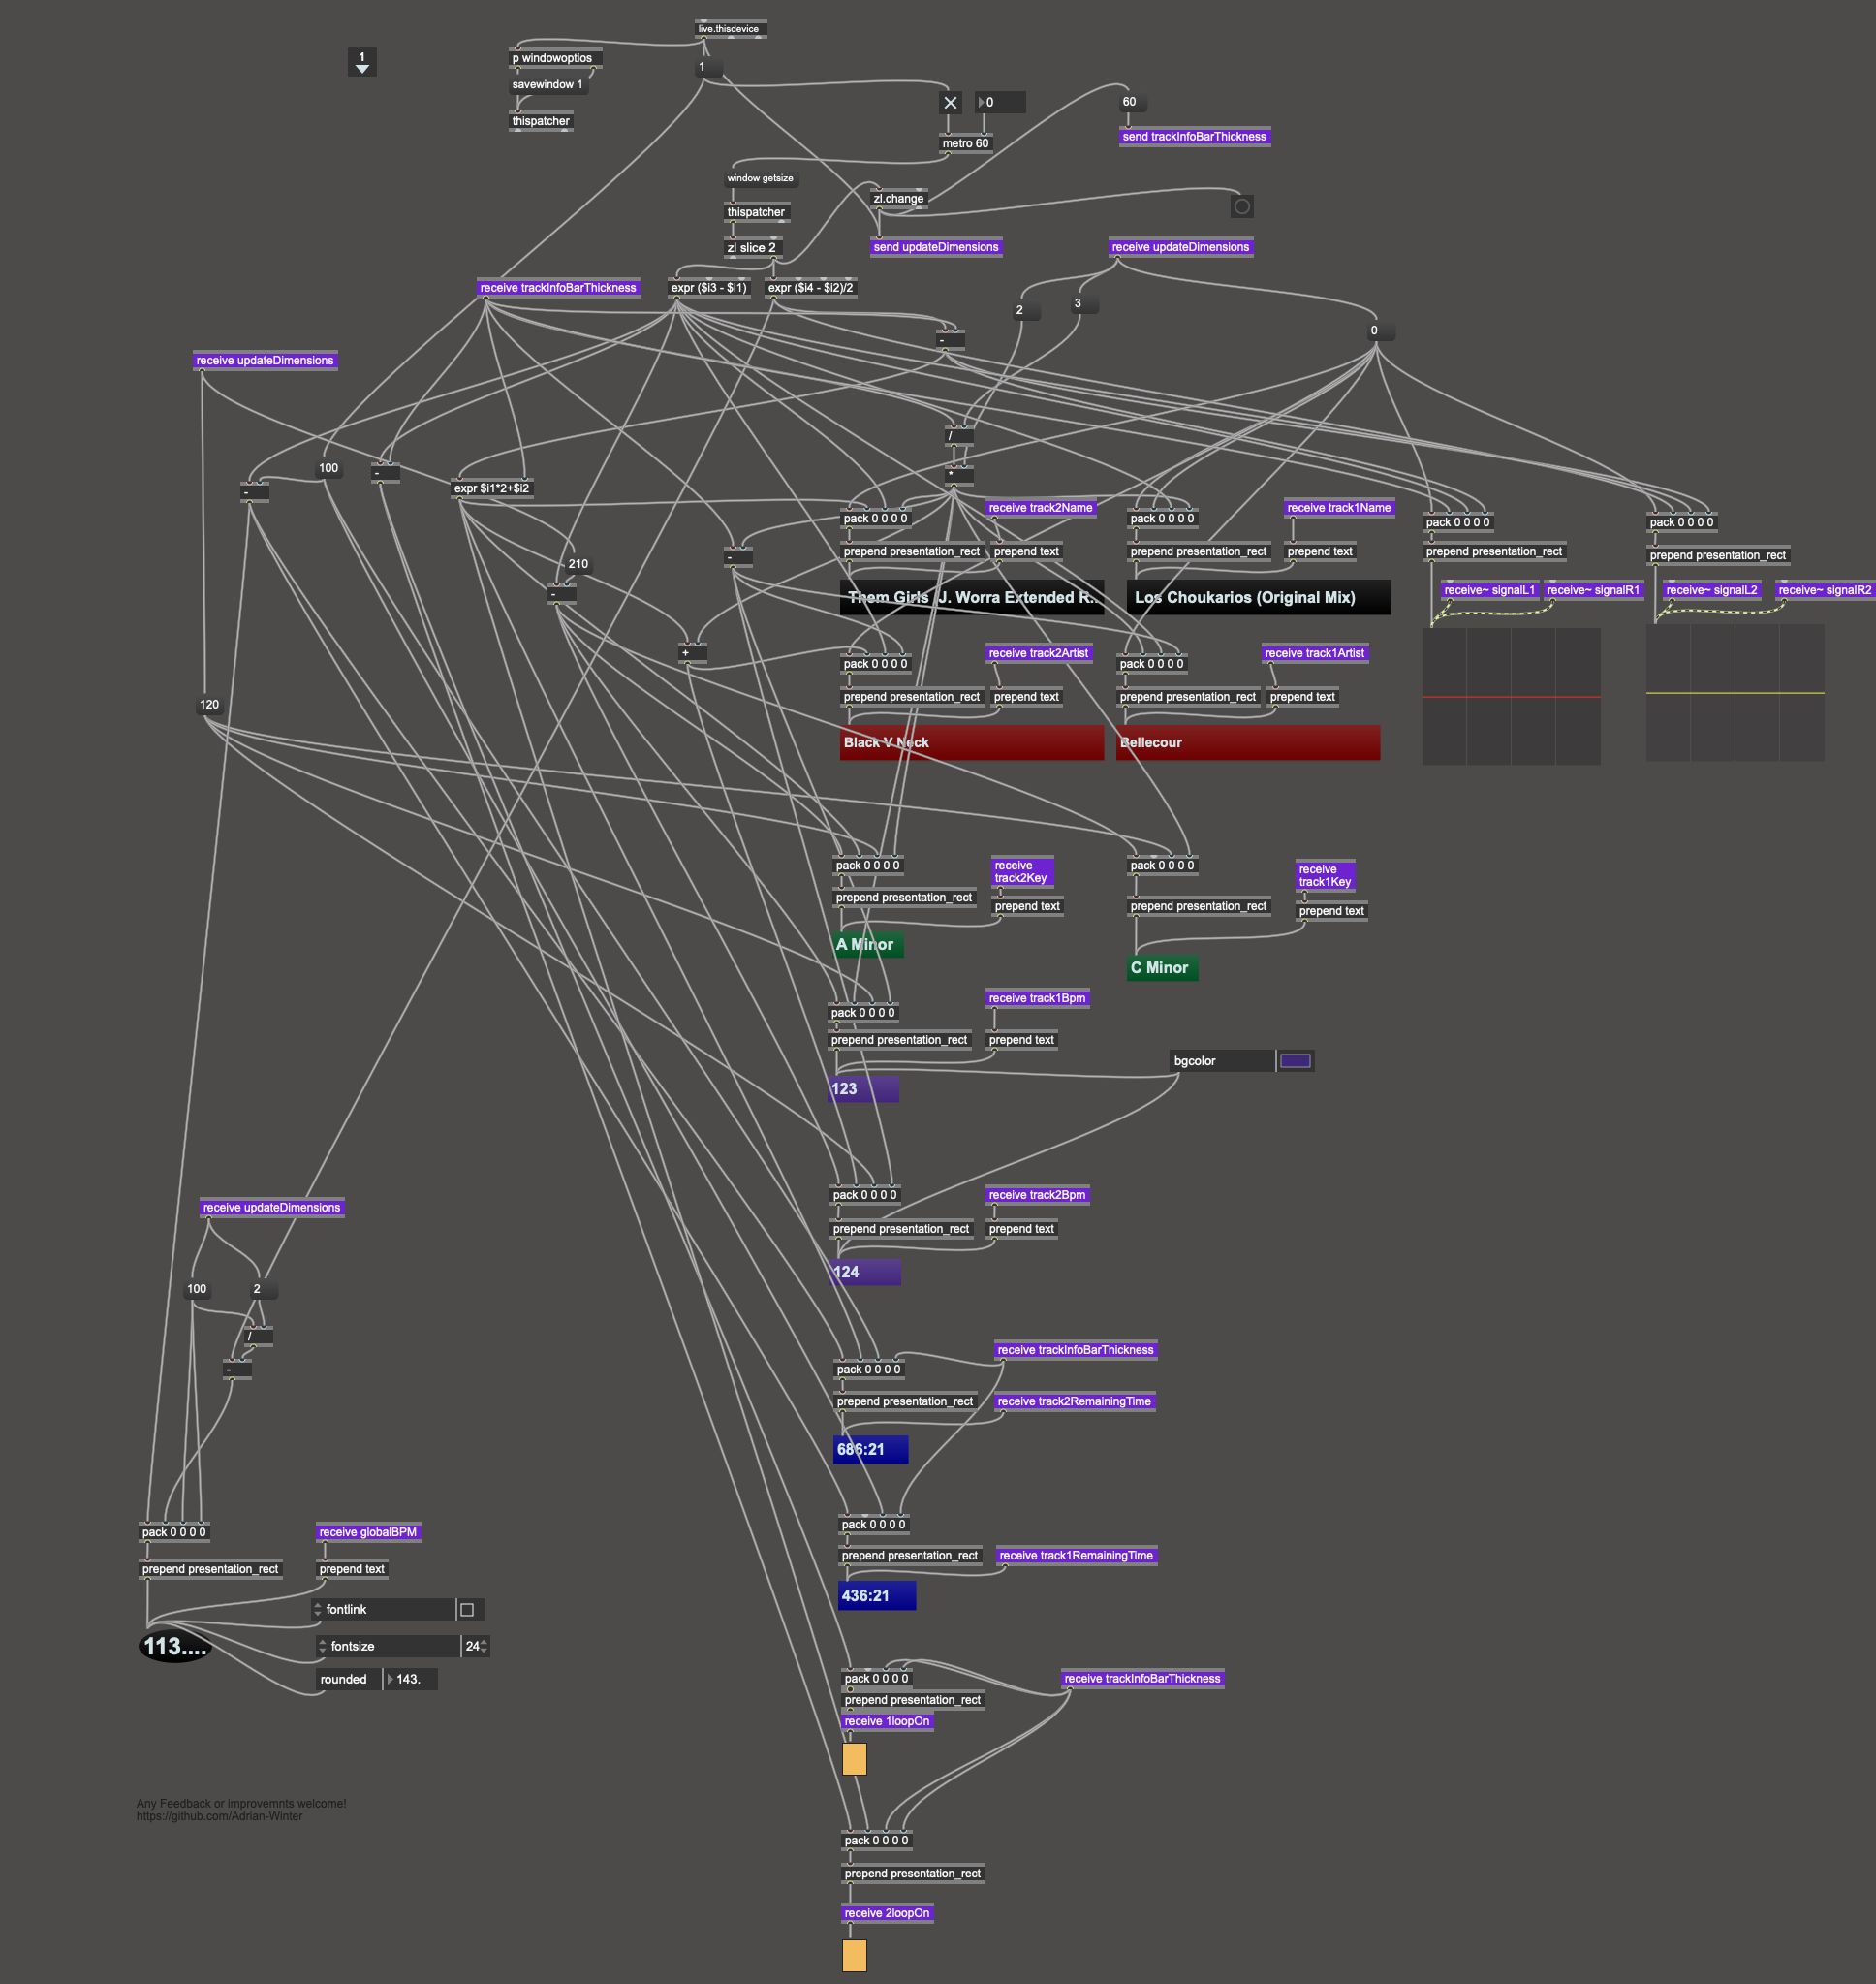 live.thisdevice
1
p windowoptios
1
savewindow 1
0
60
thispatcher
send trackInfoBarThickness
metro 60
window getsize
zl.change
thispatcher
zl slice 2
send updateDimensions
receive updateDimensions
receive trackInfoBarThickness
expr ($i3 - $i1)
expr ($i4 - $i2)/2
2
3
0
-
receive updateDimensions
/
100
-
*
-
expr $i1*2+$i2
receive track2Name
receive track1Name
pack 0 0 0 0
pack 0 0 0 0
pack 0 0 0 0
pack 0 0 0 0
prepend presentation_rect
prepend text
prepend presentation_rect
prepend text
prepend presentation_rect
prepend presentation_rect
-
210
-
receive~ signalL1
receive~ signalR1
receive~ signalL2
receive~ signalR2
Them Girls (J. Worra Extended R...
Los Choukarios (Original Mix)
+
receive track2Artist
receive track1Artist
pack 0 0 0 0
pack 0 0 0 0
prepend presentation_rect
prepend text
prepend presentation_rect
prepend text
120
Black V Neck
Bellecour
pack 0 0 0 0
receive
track2Key
pack 0 0 0 0
receive
track1Key
prepend presentation_rect
prepend text
prepend presentation_rect
prepend text
A Minor
C Minor
receive track1Bpm
pack 0 0 0 0
prepend presentation_rect
prepend text
bgcolor
123
pack 0 0 0 0
receive track2Bpm
receive updateDimensions
prepend presentation_rect
prepend text
124
100
2
/
-
receive trackInfoBarThickness
pack 0 0 0 0
prepend presentation_rect
receive track2RemainingTime
686:21
pack 0 0 0 0
pack 0 0 0 0
receive globalBPM
prepend presentation_rect
receive track1RemainingTime
prepend presentation_rect
prepend text
436:21
fontlink
113....
fontsize
24
rounded
143.
pack 0 0 0 0
receive trackInfoBarThickness
prepend presentation_rect
receive 1loopOn
Any Feedback or improvemnts welcome!
https://github.com/Adrian-Winter
pack 0 0 0 0
prepend presentation_rect
receive 2loopOn